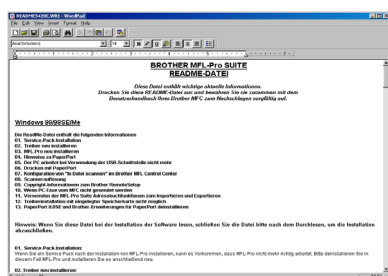 README3420C.WRI - WordPad
File Edit View Insert Format Help
Arial (Western)
BROTHER MFL-Pro SUITE
README-DATEI
Diese Datei enthält wichtige aktuelle Informationen.
Drucken Sie diese README-Datei aus und bewahren Sie sie zusammen mit dem
Benutzerhandbuch Ihres Brother MFC zum Nachschlagen sorgfältig auf.
Windows 98/98SE/Me
Die ReadMe-Datei enthält die folgenden Informationen
01. Service-Pack-Installation
02. Treiber neu installieren
03. MFL-Pro neu installieren
04. Hinweise zu PaperPort
05. Der PC arbeitet bei Verwendung der USB-Schnittstelle nicht mehr
06. Drucken mit PaperPort
07. Konfiguration von "In Datei scannen" im Brother MFL Control Center
08. Scannerauflösung
09. Copyright-Informationen zum Brother RemoteSetup
10. Wenn PC Faxe vom MFC nicht gesendet werden
11. Verwenden der MFL-Pro Suite Adressbuchfunktionen zum Importieren und Exportieren
12. Treiberinstallation mit eingelegter Speicherkarte nicht möglich
13. PaperPort 8.0SE und Brother Erweiterungen für PaperPort deinstallieren
Hinweis: Wenn Sie diese Datei bei der Installation der Software lesen, schließen Sie die Datei bitte nach dem Durchlesen, um die Installation
abzuschließen.
01. Service-Pack-Installation:
Wenn Sie ein Service Pack nach der Installation von MFL-Pro installieren, kann es vorkommen, dass MFL-Pro nicht mehr richtig arbeitet. Bitte deinstallieren Sie in
diesem Fall MFL-Pro und installieren Sie es anschließend neu.
02. Treiber neu installieren: